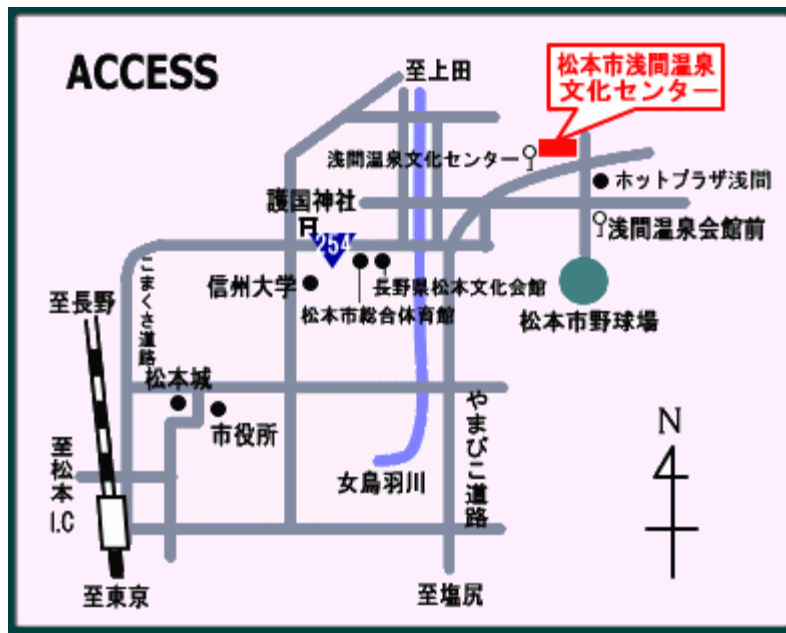 ACCESS
至上田
松本市浅間温泉
文化センター
浅間温泉文化センター
ホットプラザ浅間
護国神社
254
浅間温泉会館前
こまくさ道路
信州大学
長野県松本文化会館
至長野
松本市総合体育館
松本市野球場
松本城
市役所
やまびこ道路
N
至松本I.C
女鳥羽川
至東京
至塩尻